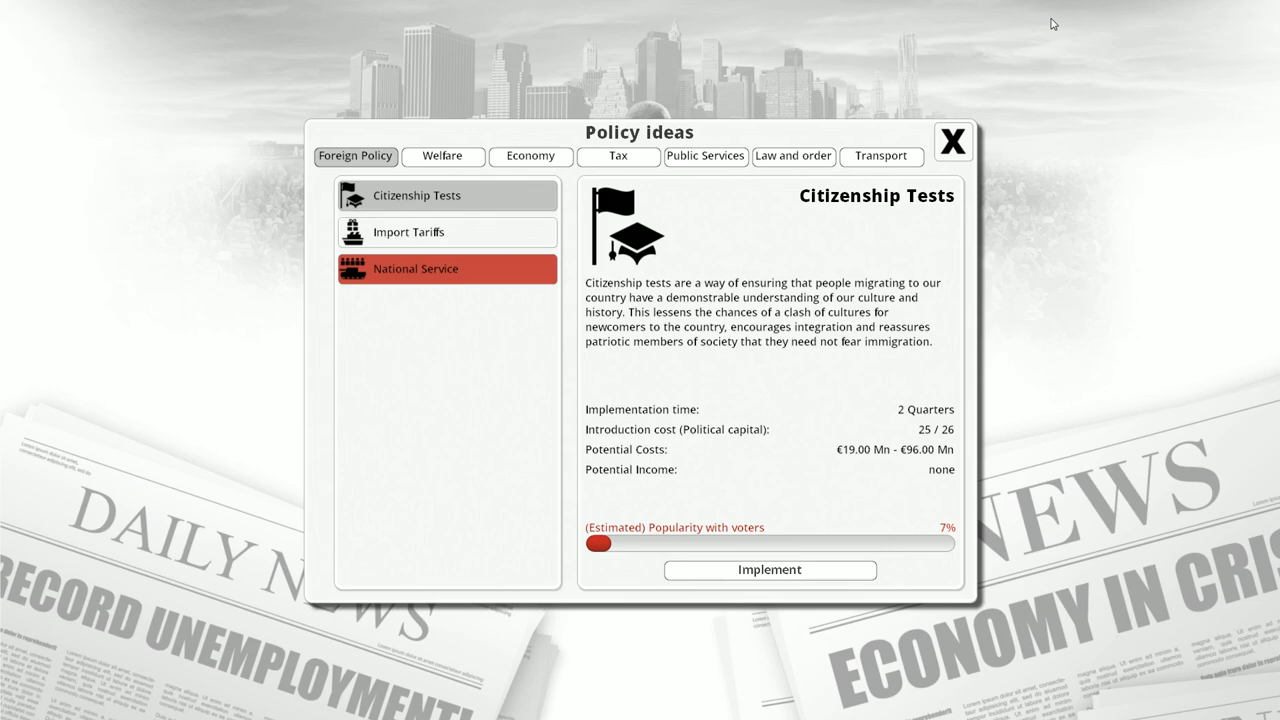 Policy ideas
X
Foreign Policy
Welfare
Economy
Tax
Public Services
Law and order
Transport
Citizenship Tests
Import Tariffs
National Service
Citizenship Tests
Citizenship tests are a way of ensuring that people migrating to our
country have a demonstrable understanding of our culture and
history. This lessens the chances of a clash of cultures for
newcomers to the country, encourages integration and reassures
patriotic members of society that they need not fear immigration.
Implementation time: 2 Quarters
Introduction cost (Political capital): 25 / 26
Potential Costs: €19.00 Mn - €96.00 Mn
Potential Income: none
(Estimated) Popularity with voters 7%
Implement
DAILY NEWS
RECORD UNEMPLOYMENT!
NEWS
ECONOMY IN CRIS